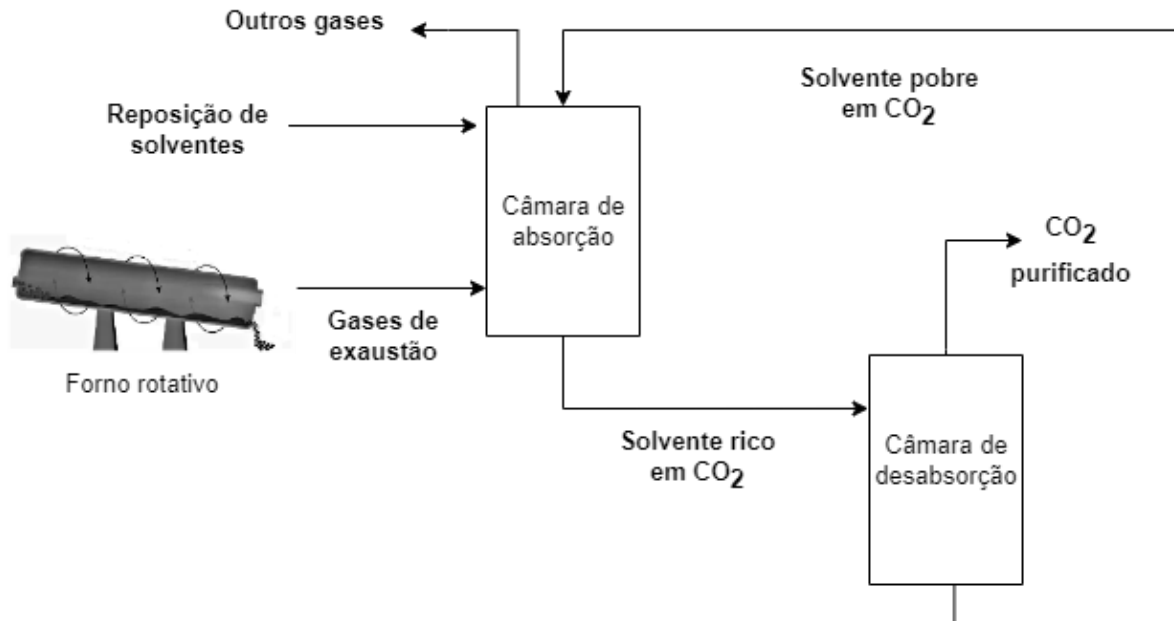 Outros gases
Solvente pobre
em CO₂
Reposição de
solventes
Câmara de
absorção
CO₂
purificado
Gases de
exaustão
Forno rotativo
Solvente rico
em CO₂
Câmara de
desabsorção